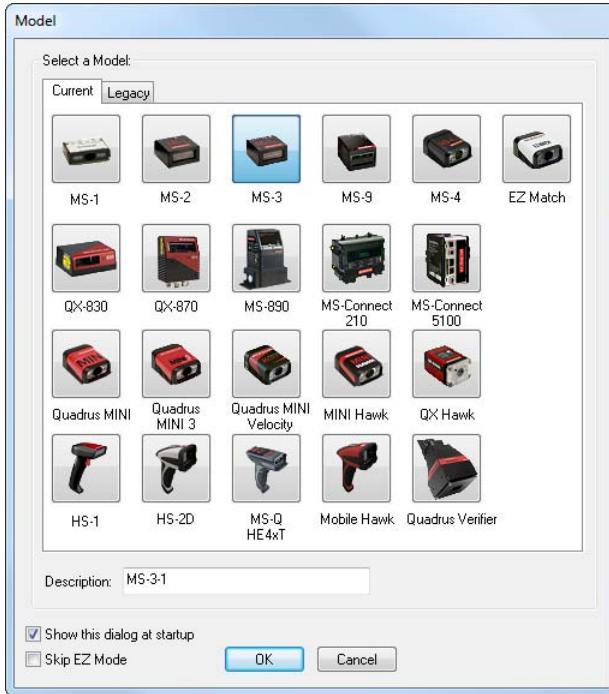 Model
Select a Model:
Current Legacy
MS-1 MS-2 MS-3 MS-9 MS-4 EZ Match
QX-830 QX-870 MS-890 MS-Connect 210 MS-Connect 5100
Quadrus MINI Quadrus MINI 3 Quadrus MINI Velocity MINI Hawk QX Hawk
HS-1 HS-2D MS-Q HE4xT Mobile Hawk Quadrus Verifier
Description: MS-3-1
Show this dialog at startup
Skip EZ Mode OK Cancel